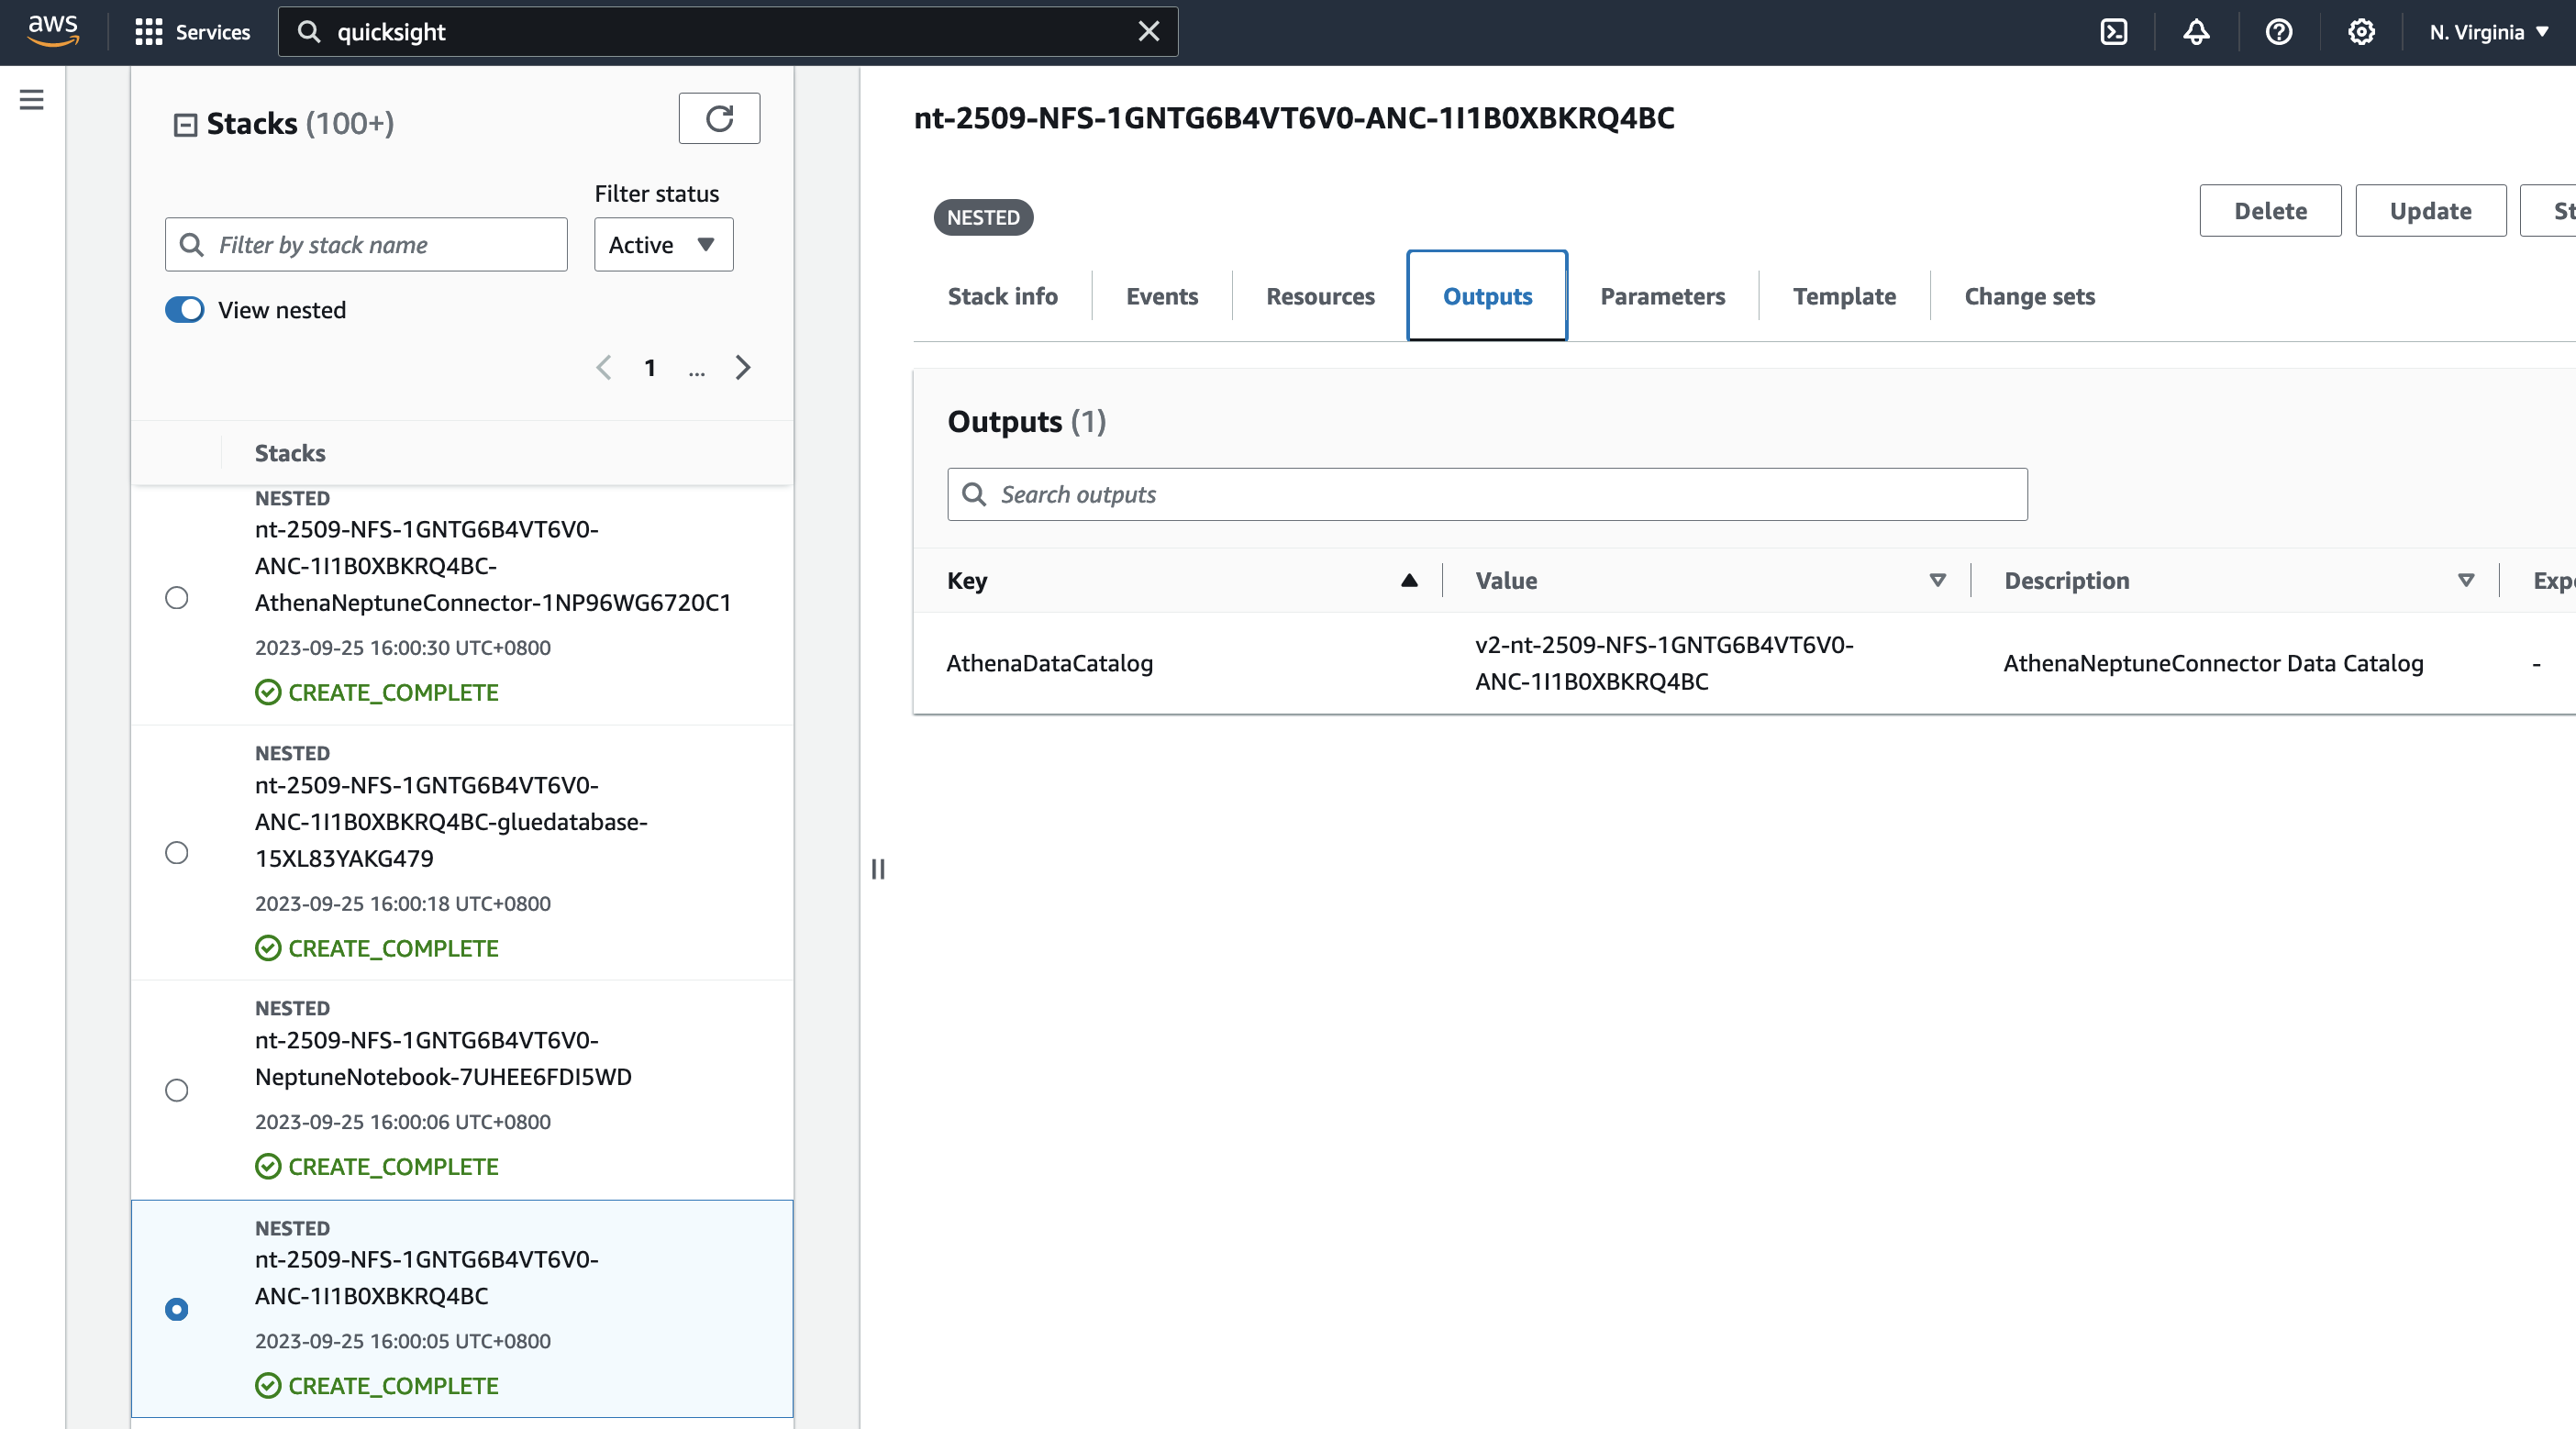 aws
Services
quicksight
N. Virginia
Stacks (100+)
Filter status
Filter by stack name
Active
View nested
1 ...
Stacks
NESTED
nt-2509-NFS-1GNTG6B4VT6V0-
ANC-1I1B0XBKRQ4BC-
AthenaNeptuneConnector-1NP96WG6720C1
2023-09-25 16:00:30 UTC+0800
CREATE_COMPLETE
NESTED
nt-2509-NFS-1GNTG6B4VT6V0-
ANC-1I1B0XBKRQ4BC-gluedatabase-
15XL83YAKG479
2023-09-25 16:00:18 UTC+0800
CREATE_COMPLETE
NESTED
nt-2509-NFS-1GNTG6B4VT6V0-
NeptuneNotebook-7UHEE6FDI5WD
2023-09-25 16:00:06 UTC+0800
CREATE_COMPLETE
NESTED
nt-2509-NFS-1GNTG6B4VT6V0-
ANC-1I1B0XBKRQ4BC
2023-09-25 16:00:05 UTC+0800
CREATE_COMPLETE
nt-2509-NFS-1GNTG6B4VT6V0-ANC-1I1B0XBKRQ4BC
NESTED
Delete Update St
Stack info Events Resources Outputs Parameters Template Change sets
Outputs (1)
Search outputs
Key Value Description Exp
AthenaDataCatalog v2-nt-2509-NFS-1GNTG6B4VT6V0- AthenaNeptuneConnector Data Catalog -
ANC-1I1B0XBKRQ4BC